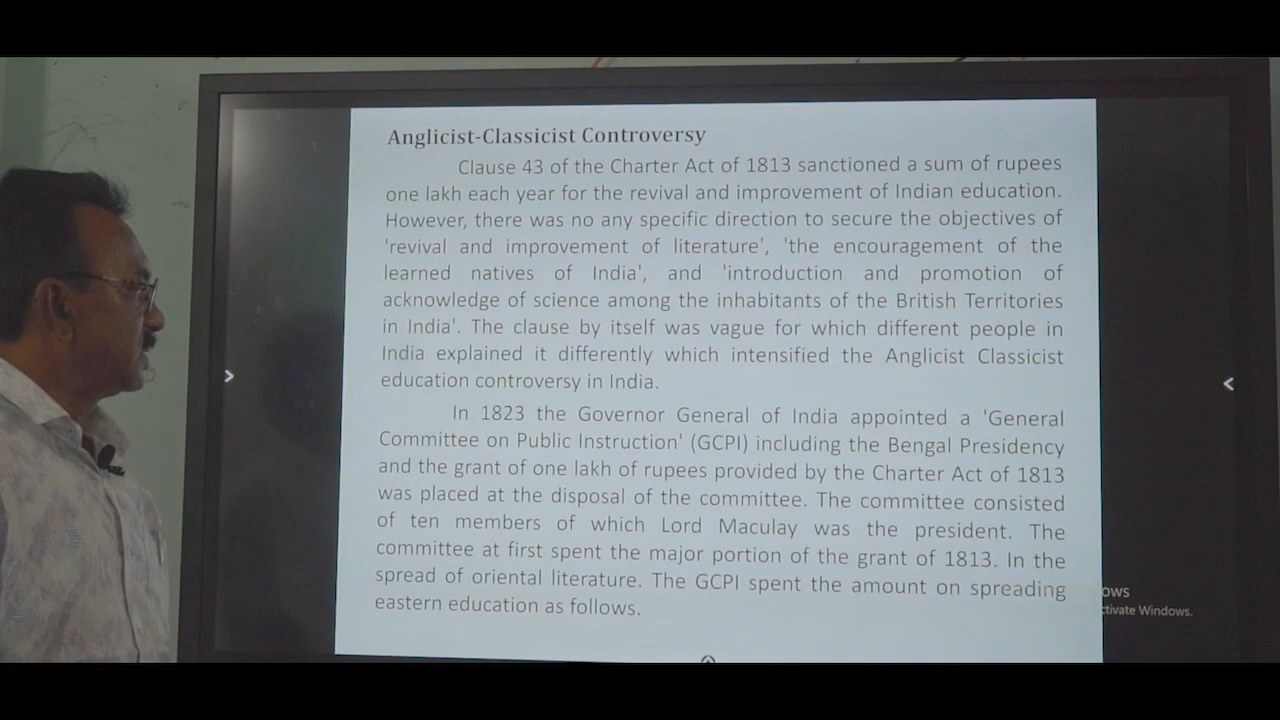 Anglicist-Classicist Controversy
Clause 43 of the Charter Act of 1813 sanctioned a sum of rupees
one lakh each year for the revival and improvement of Indian education.
However, there was no any specific direction to secure the objectives of
'revival and improvement of literature', 'the encouragement of the
learned natives of India', and 'introduction and promotion of
acknowledge of science among the inhabitants of the British Territories
in India'. The clause by itself was vague for which different people in
India explained it differently which intensified the Anglicist Classicist
education controversy in India.
In 1823 the Governor General of India appointed a 'General
Committee on Public Instruction' (GCPI) including the Bengal Presidency
and the grant of one lakh of rupees provided by the Charter Act of 1813
was placed at the disposal of the committee. The committee consisted
of ten members of which Lord Maculay was the president. The
committee at first spent the major portion of the grant of 1813. In the
spread of oriental literature. The GCPI spent the amount on spreading
eastern education as follows.
ows
ctivate Windows.